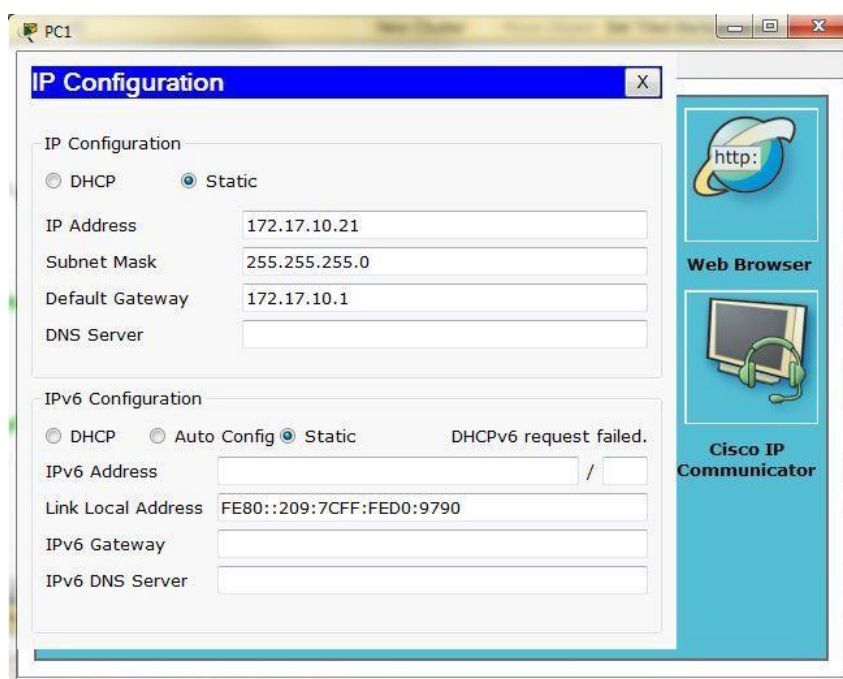 PC1
IP Configuration
X
IP Configuration
DHCP Static
IP Address 172.17.10.21
Subnet Mask 255.255.255.0
Default Gateway 172.17.10.1
DNS Server
IPv6 Configuration
DHCP Auto Config Static DHCPv6 request failed.
IPv6 Address /
Link Local Address FE80::209:7CFF:FED0:9790
IPv6 Gateway
IPv6 DNS Server
http:
Web Browser
Cisco IP
Communicator